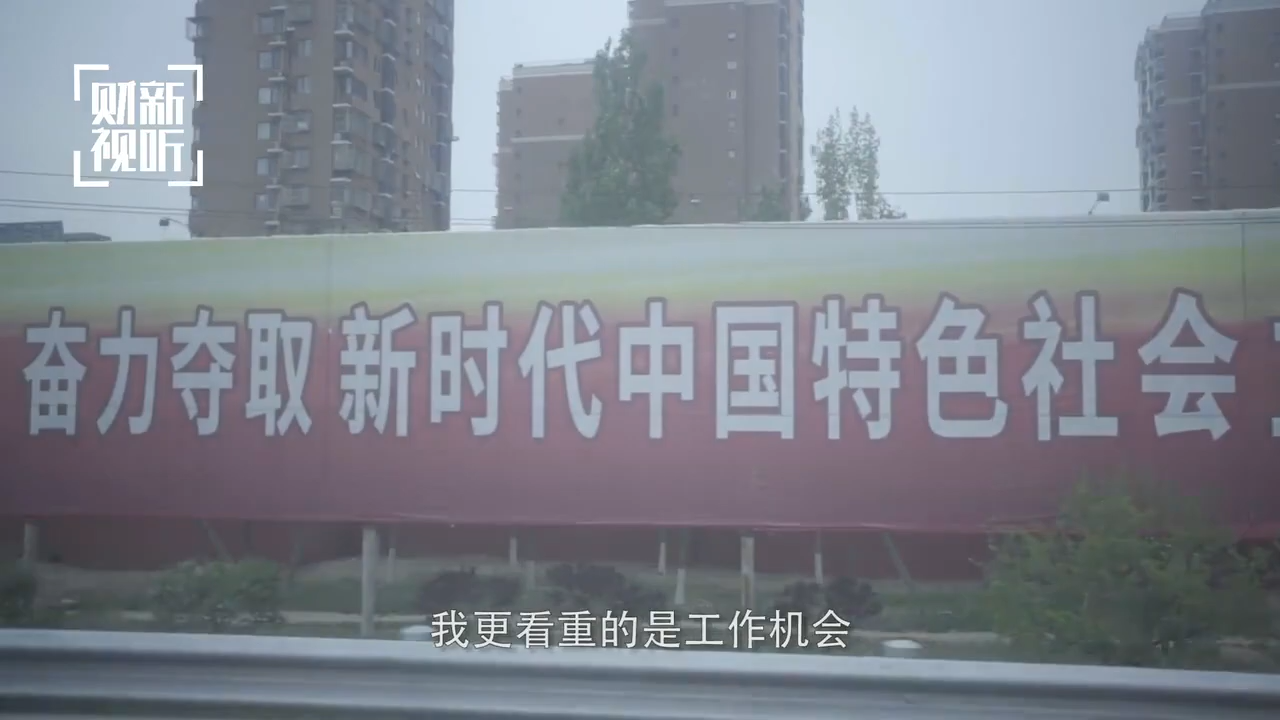 财新
视听
奋力夺取新时代中国特色社会
我更看重的是工作机会